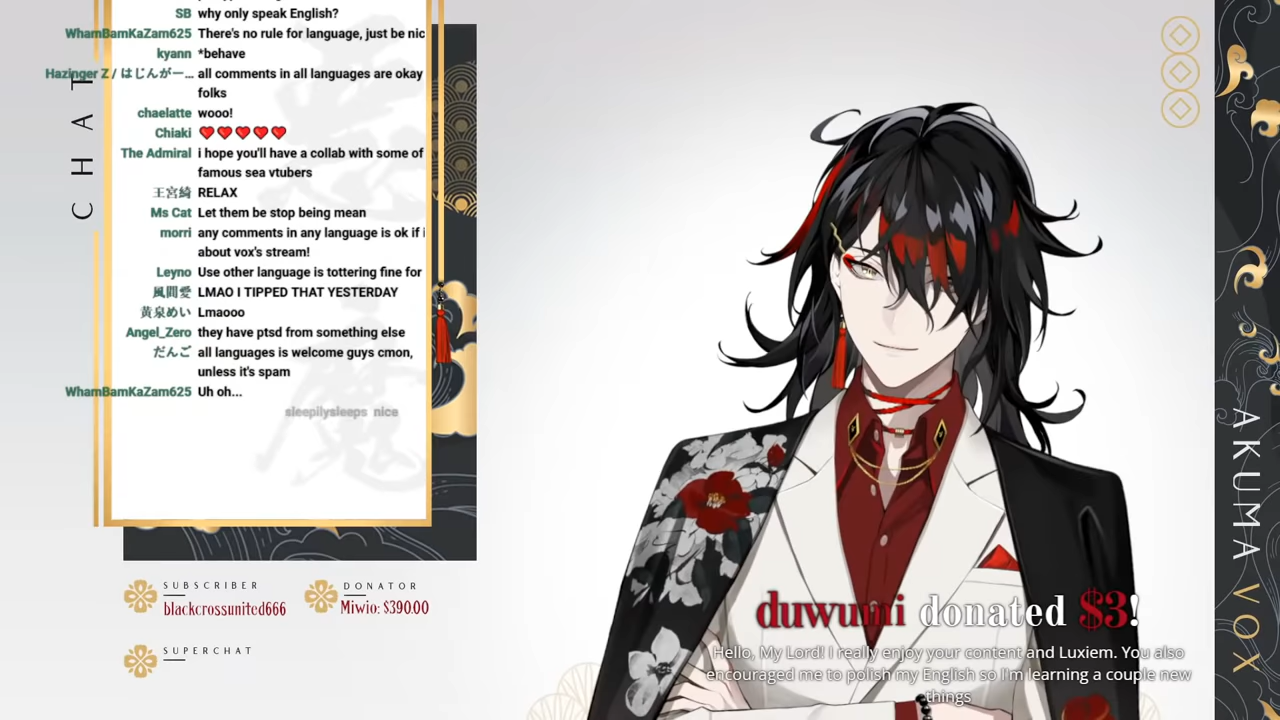 CHAT
SB why only speak English?
WhamBamKaZam625 There's no rule for language, just be nic
kyann *behave
Hazinger Z / はじんがー… all comments in all languages are okay
folks
chaelatte wooo!
Chiaki
The Admiral i hope you'll have a collab with some of
famous sea vtubers
王宮綺 RELAX
Ms Cat Let them be stop being mean
morri any comments in any language is ok if i
about vox's stream!
Leyno Use other language is tottering fine for
風間愛 LMAO I TIPPED THAT YESTERDAY
黄泉めい Lmaooo
Angel_Zero they have ptsd from something else
だんご all languages is welcome guys cmon,
unless it's spam
WhamBamKaZam625 Uh oh...
sleepilysleeps nice
SUBSCRIBER
blackcrossunited666
DONATOR
Miwio: $390.00
SUPERCHAT
duwumi donated $3!
Hello, My Lord! I really enjoy your content and Luxiem. You also
encouraged me to polish my English so I'm learning a couple new
things
AKUMA VOX